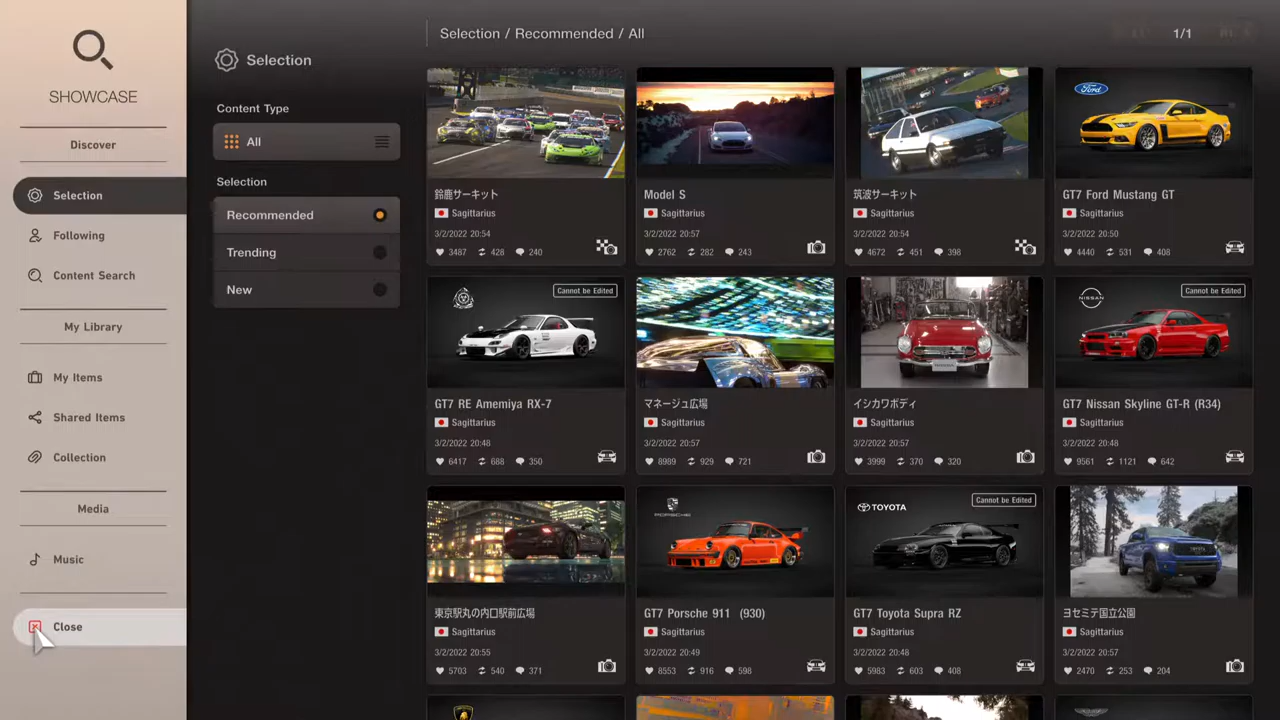 SHOWCASE
Discover
Selection
Following
Content Search
My Library
My Items
Shared Items
Collection
Media
Music
Close
Selection
Content Type
All
Selection
Recommended
Trending
New
Selection / Recommended / All
1/1
鈴鹿サーキット
Sagittarius
3/2/2022 20:54
3487 428 240
Model S
Sagittarius
3/2/2022 20:57
2762 282 243
筑波サーキット
Sagittarius
3/2/2022 20:54
4672 451 398
Ford
GT7 Ford Mustang GT
Sagittarius
3/2/2022 20:50
4440 531 408
Cannot be Edited
GT7 RE Amemiya RX-7
Sagittarius
3/2/2022 20:48
6417 688 350
マネージュ広場
Sagittarius
3/2/2022 20:57
8989 929 721
イシカワボディ
Sagittarius
3/2/2022 20:57
3999 370 320
NISSAN
Cannot be Edited
GT7 Nissan Skyline GT-R (R34)
Sagittarius
3/2/2022 20:48
9561 1121 642
東京駅丸の内口駅前広場
Sagittarius
3/2/2022 20:55
5703 540 371
PORSCHE
GT7 Porsche 911 (930)
Sagittarius
3/2/2022 20:49
8553 916 598
TOYOTA
Cannot be Edited
GT7 Toyota Supra RZ
Sagittarius
3/2/2022 20:48
5983 603 408
ヨセミテ国立公園
Sagittarius
3/2/2022 20:57
2470 253 204